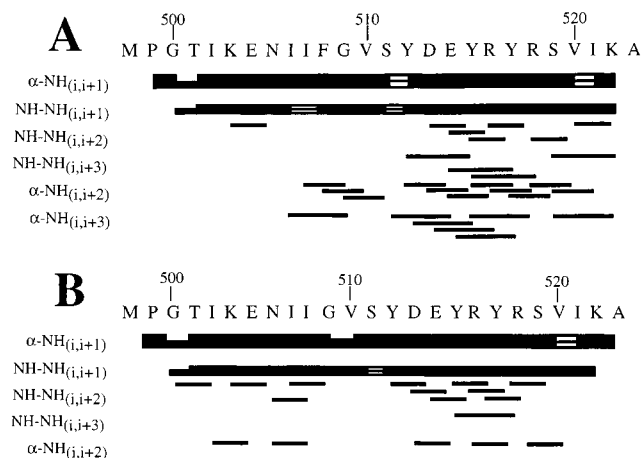 A
500 510 520
M P G T I K E N I I F G V S Y D E Y R Y R S V I K A
α-NH(i,i+1)
NH-NH(i,i+1)
NH-NH(i,i+2)
NH-NH(i,i+3)
α-NH(i,i+2)
α-NH(i,i+3)
B
500 510 520
M P G T I K E N I I G V S Y D E Y R Y R S V I K A
α-NH(i,i+1)
NH-NH(i,i+1)
NH-NH(i,i+2)
NH-NH(i,i+3)
α-NH(i,i+2)